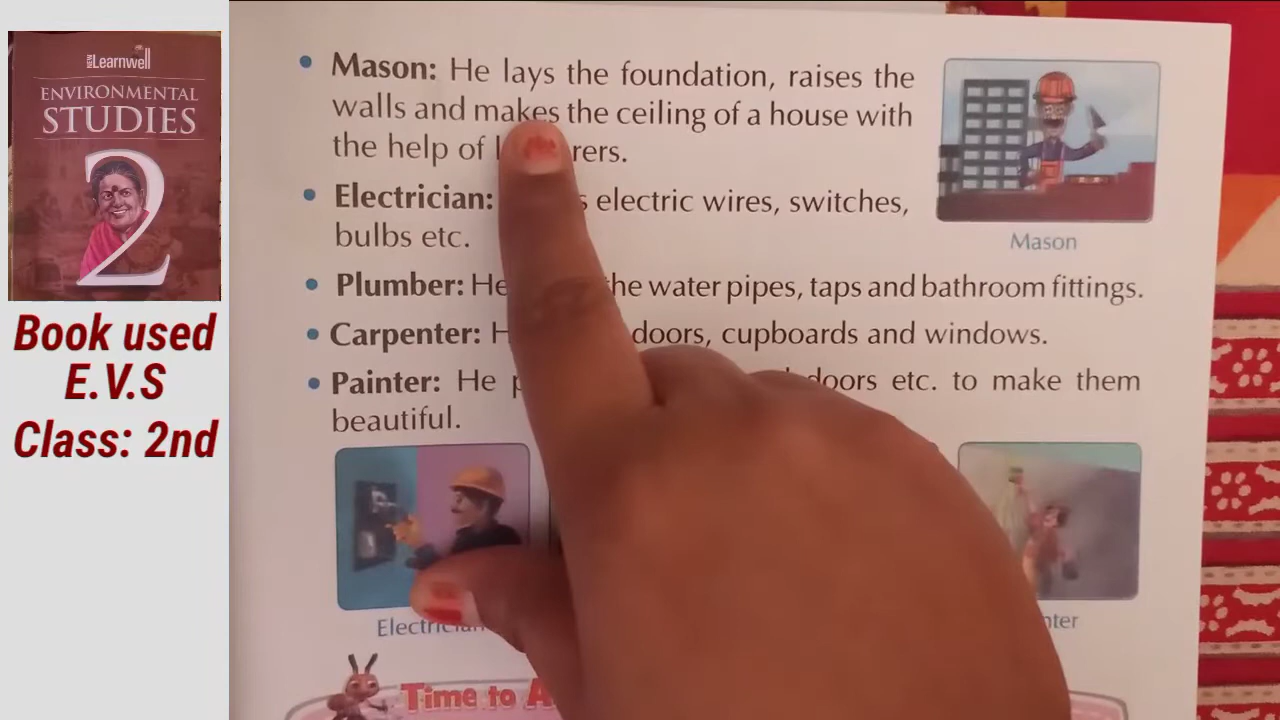 NEW Learnwell
ENVIRONMENTAL
STUDIES
2
Book used
E.V.S
Class: 2nd
• Mason: He lays the foundation, raises the
walls and makes the ceiling of a house with
the help of
• Electrician: electric wires, switches,
bulbs etc.
• Plumber: He the water pipes, taps and bathroom fittings.
• Carpenter: doors, cupboards and windows.
• Painter: He doors etc. to make them
beautiful.
Mason
Electrician
Time to